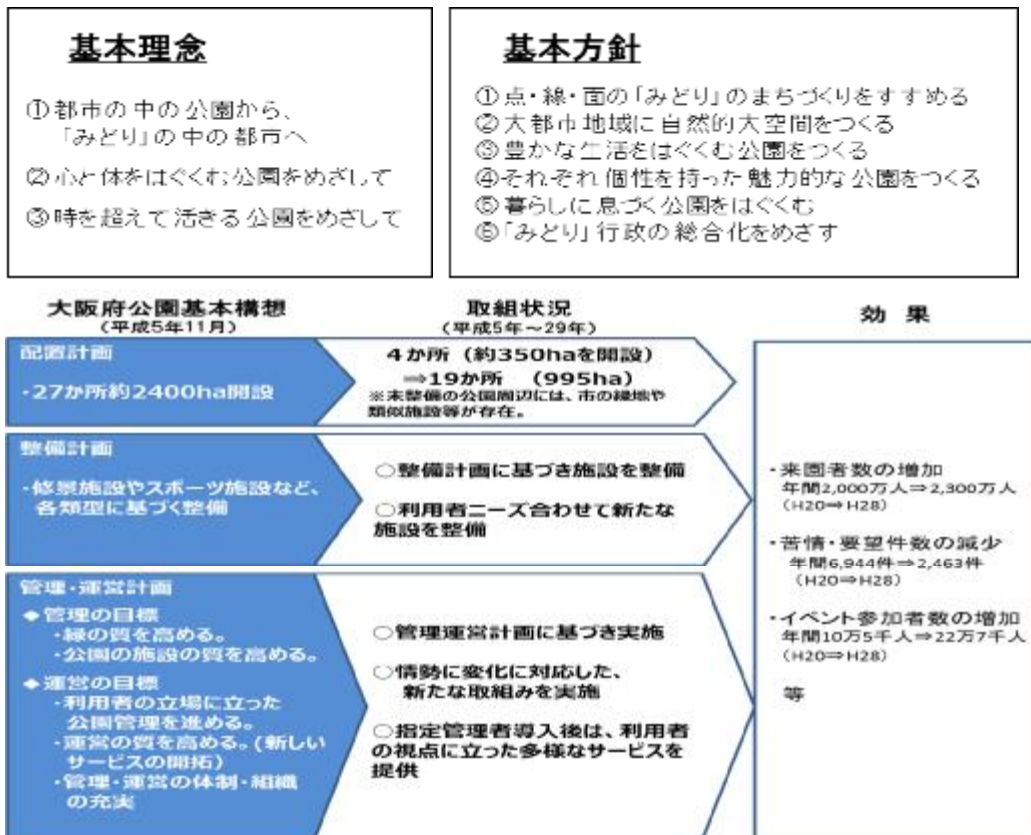 基本理念
①都市の中の公園から、
「みどり」の中の都市へ
②心と体をはぐくむ公園をめざして
③時を超えて活きる公園をめざして
基本方針
①点・線・面の「みどり」のまちづくりをすすめる
②大都市地域に自然的大空間をつくる
③豊かな生活をはぐくむ公園をつくる
④それぞれ個性を持った魅力的な公園をつくる
⑤暮らしに息づく公園をはぐくむ
⑥「みどり」行政の総合化をめざす
大阪府公園基本構想
（平成5年11月）
取組状況
（平成5年～29年）
効果
配置計画
・27か所約2400ha開設
4か所（約350haを開設）
⇒19か所 （995ha）
※未整備の公園周辺には、市の緑地や
類似施設等が存在。
整備計画
・修景施設やスポーツ施設など、
各類型に基づく整備
○整備計画に基づき施設を整備
○利用者ニーズ合わせて新たな
施設を整備
管理・運営計画
◆管理の目標
・緑の質を高める。
・公園の施設の質を高める。
◆運営の目標
・利用者の立場に立った
公園管理を進める。
・運営の質を高める。（新しい
サービスの開拓）
・管理・運営の体制・組織
の充実
○管理運営計画に基づき実施
○情勢に変化に対応した、
新たな取組みを実施
○指定管理者導入後は、利用者
の視点に立った多様なサービスを
提供
・来園者数の増加
年間2,000万人⇒2,300万人
（H20⇒H28）
・苦情・要望件数の減少
年間6,944件⇒2,463件
（H20⇒H28）
・イベント参加者数の増加
年間10万5千人⇒22万7千人
（H20⇒H28）
等